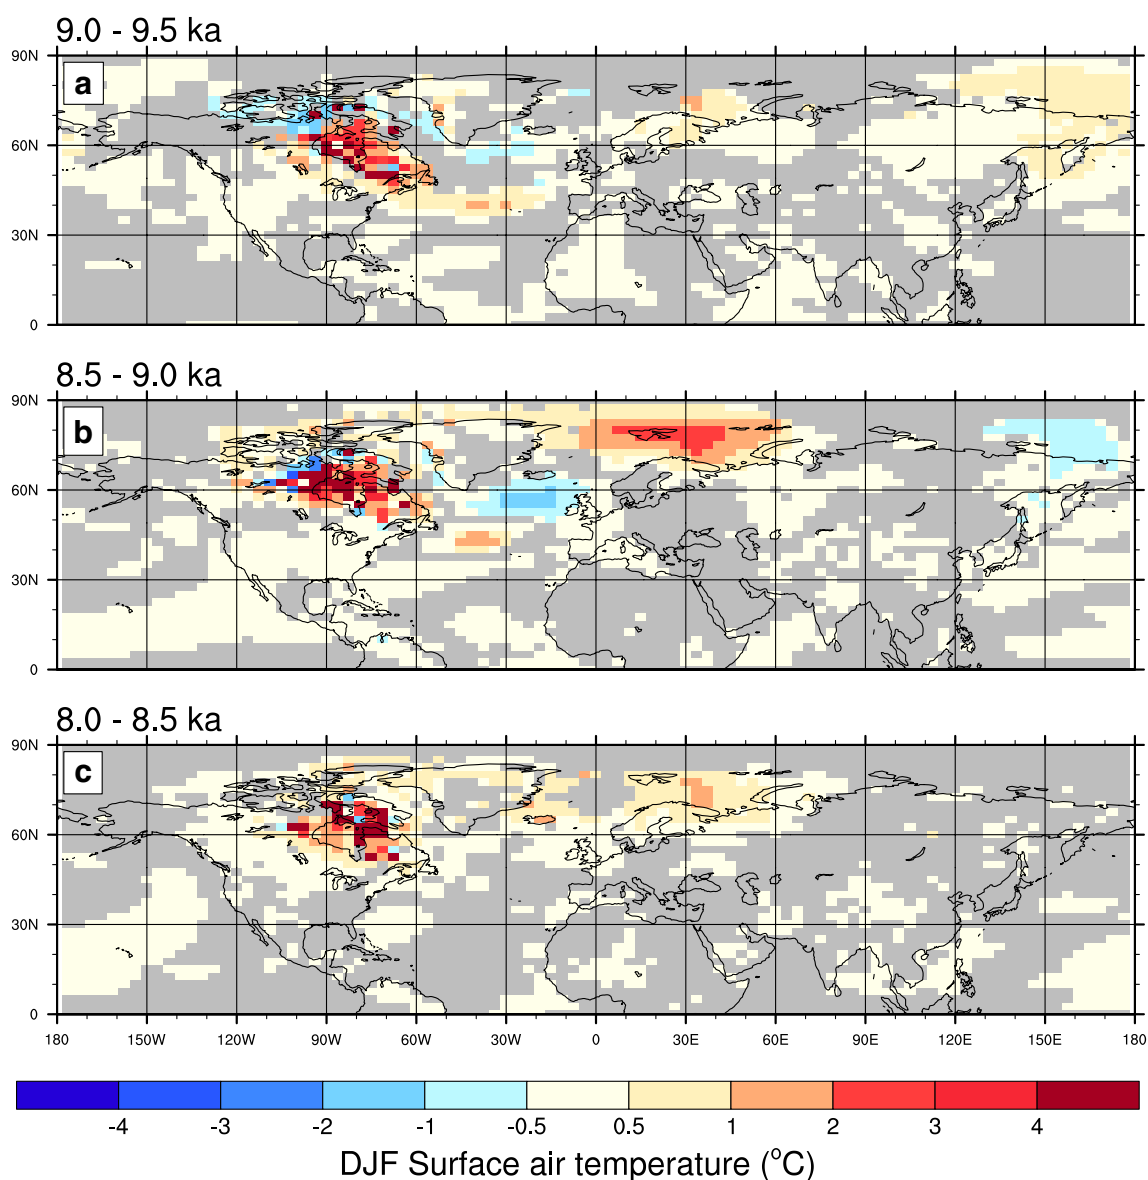 9.0 - 9.5 ka
90N
a
60N
30N
0
8.5 - 9.0 ka
90N
b
60N
30N
0
8.0 - 8.5 ka
90N
c
60N
30N
0
180 150W 120W 90W 60W 30W 0 30E 60E 90E 120E 150E 180
-4 -3 -2 -1 -0.5 0.5 1 2 3 4
DJF Surface air temperature (°C)